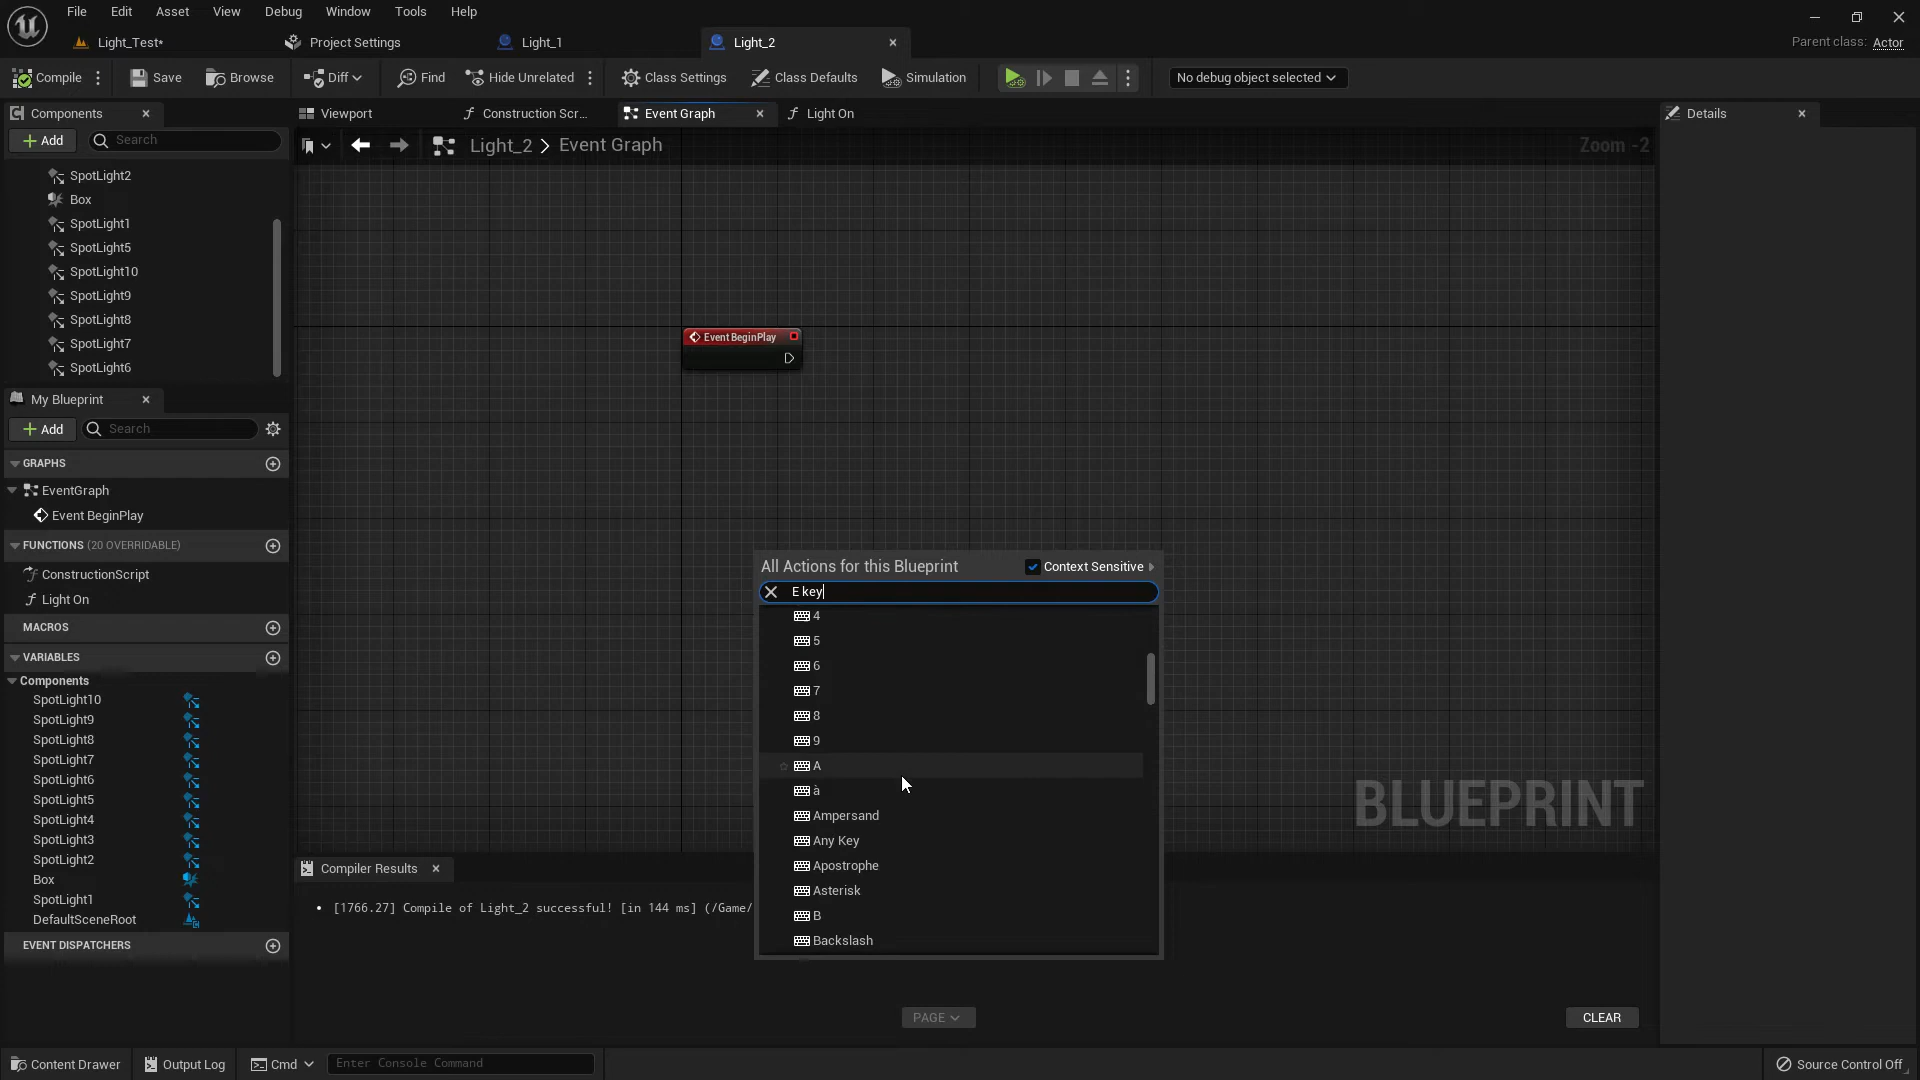 File Edit Asset View Debug Window Tools Help
Light_Test* Project Settings Light_1 Light_2 Parent class: Actor
Compile Save Browse Diff Find Hide Unrelated Class Settings Class Defaults Simulation No debug object selected
Components
Add Search
SpotLight2
Box
SpotLight1
SpotLight5
SpotLight10
SpotLight9
SpotLight8
SpotLight7
SpotLight6
My Blueprint
Add Search
GRAPHS
EventGraph
Event BeginPlay
FUNCTIONS (20 OVERRIDABLE)
ConstructionScript
Light On
MACROS
VARIABLES
Components
SpotLight10
SpotLight9
SpotLight8
SpotLight7
SpotLight6
SpotLight5
SpotLight4
SpotLight3
SpotLight2
Box
SpotLight1
DefaultSceneRoot
EVENT DISPATCHERS
Viewport Construction Scr... Event Graph Light On
Light_2 > Event Graph Zoom -2
Event BeginPlay
All Actions for this Blueprint Context Sensitive
E key
4
5
6
7
8
9
A
à
Ampersand
Any Key
Apostrophe
Asterisk
B
Backslash
BLUEPRINT
Compiler Results
[1766.27] Compile of Light_2 successful! [in 144 ms] (/Game/
PAGE CLEAR
Details
Content Drawer Output Log Cmd Enter Console Command Source Control Off